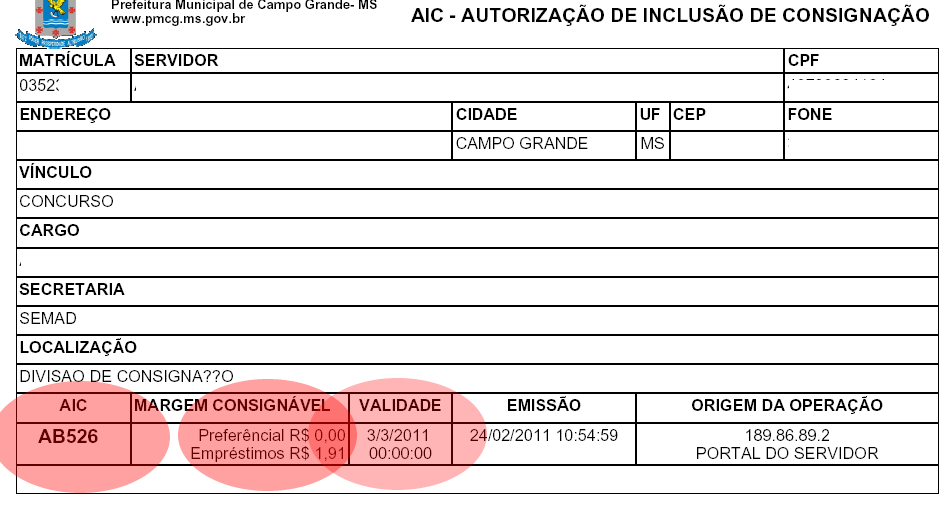 Prefeitura Municipal de Campo Grande- MS
www.pmcg.ms.gov.br
AIC - AUTORIZAÇÃO DE INCLUSÃO DE CONSIGNAÇÃO
MATRÍCULA SERVIDOR CPF
0352
ENDEREÇO CIDADE UF CEP FONE
CAMPO GRANDE MS
VÍNCULO
CONCURSO
CARGO
SECRETARIA
SEMAD
LOCALIZAÇÃO
DIVISAO DE CONSIGNA??O
AIC MARGEM CONSIGNÁVEL VALIDADE EMISSÃO ORIGEM DA OPERAÇÃO
AB526 Preferêncial R$ 0,00 3/3/2011 24/02/2011 10:54:59 189.86.89.2
Empréstimos R$ 1,91 00:00:00 PORTAL DO SERVIDOR